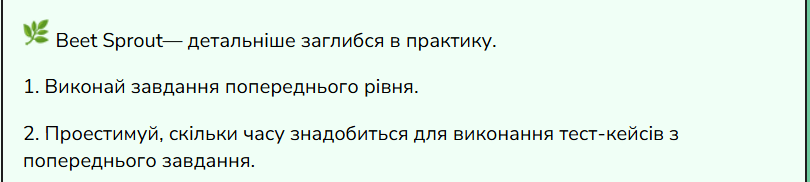 🌿 Beet Sprout— детальніше заглибся в практику.
1. Виконай завдання попереднього рівня.
2. Проестимуй, скільки часу знадобиться для виконання тест-кейсів з
попереднього завдання.